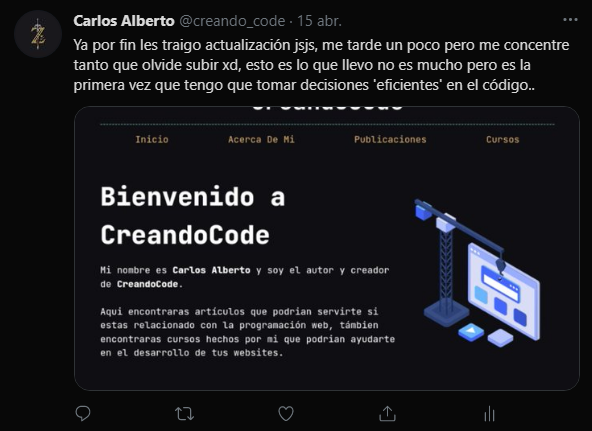 Carlos Alberto @creando_code · 15 abr.
Ya por fin les traigo actualización jsjs, me tarde un poco pero me concentre
tanto que olvide subir xd, esto es lo que llevo no es mucho pero es la
primera vez que tengo que tomar decisiones 'eficientes' en el código..
CreandoCode
Inicio Acerca De Mi Publicaciones Cursos
Bienvenido a
CreandoCode
Mi nombre es Carlos Alberto y soy el autor y creador
de CreandoCode.
Aqui encontraras artículos que podrian servirte si
estas relacionado con la programación web, támbien
encontraras cursos hechos por mi que podrían ayudarte
en el desarrollo de tus websites.